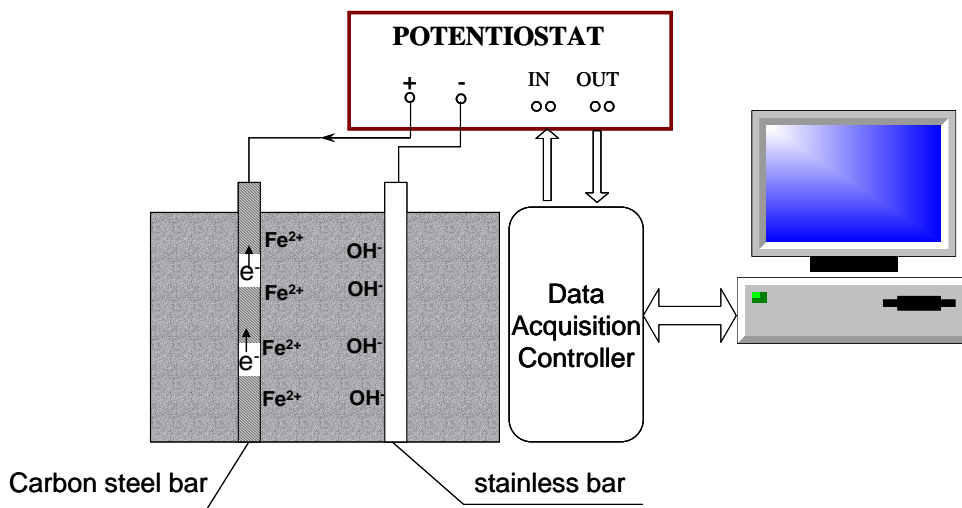 POTENTIOSTAT
+ - IN OUT
Fe²⁺ OH⁻
e⁻
Fe²⁺ OH⁻
Fe²⁺ OH⁻
e⁻
Fe²⁺ OH⁻
Data
Acquisition
Controller
Carbon steel bar
stainless bar